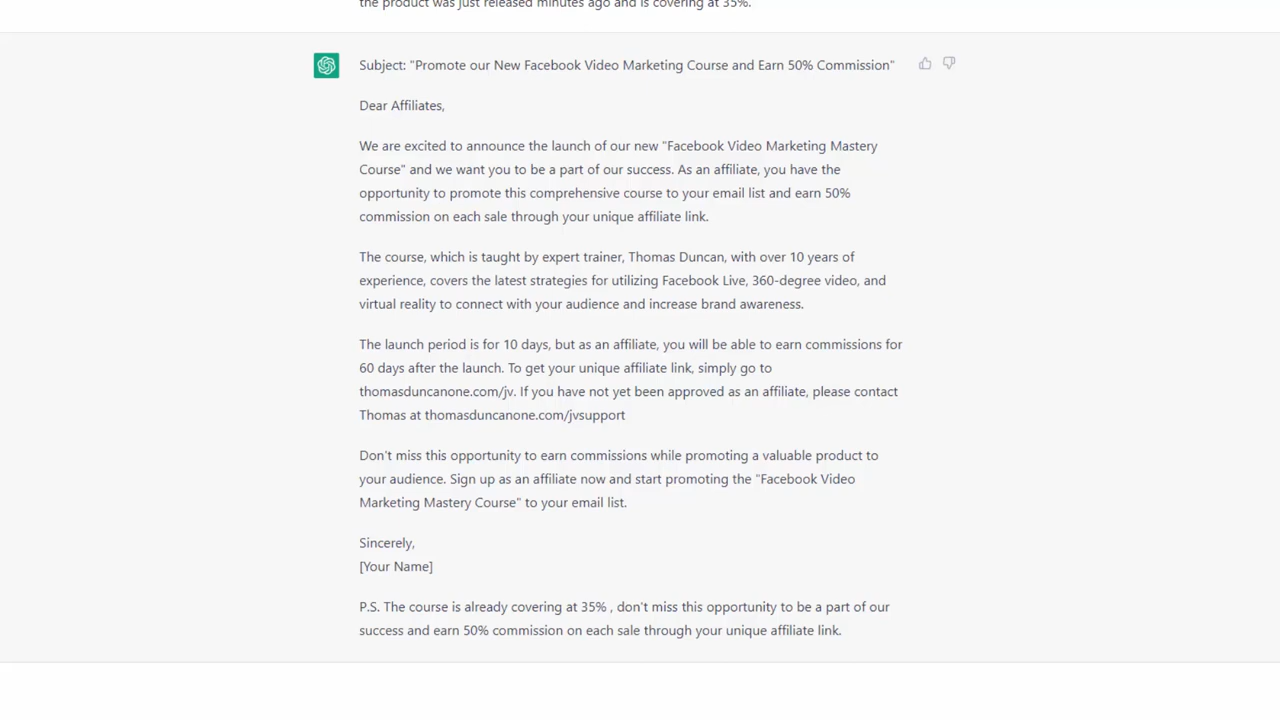 the product was just released minutes ago and is covering at 35%.
Subject: "Promote our New Facebook Video Marketing Course and Earn 50% Commission"
Dear Affiliates,
We are excited to announce the launch of our new "Facebook Video Marketing Mastery
Course" and we want you to be a part of our success. As an affiliate, you have the
opportunity to promote this comprehensive course to your email list and earn 50%
commission on each sale through your unique affiliate link.
The course, which is taught by expert trainer, Thomas Duncan, with over 10 years of
experience, covers the latest strategies for utilizing Facebook Live, 360-degree video, and
virtual reality to connect with your audience and increase brand awareness.
The launch period is for 10 days, but as an affiliate, you will be able to earn commissions for
60 days after the launch. To get your unique affiliate link, simply go to
thomasduncanone.com/jv. If you have not yet been approved as an affiliate, please contact
Thomas at thomasduncanone.com/jvsupport
Don't miss this opportunity to earn commissions while promoting a valuable product to
your audience. Sign up as an affiliate now and start promoting the "Facebook Video
Marketing Mastery Course" to your email list.
Sincerely,
[Your Name]
P.S. The course is already covering at 35% , don't miss this opportunity to be a part of our
success and earn 50% commission on each sale through your unique affiliate link.